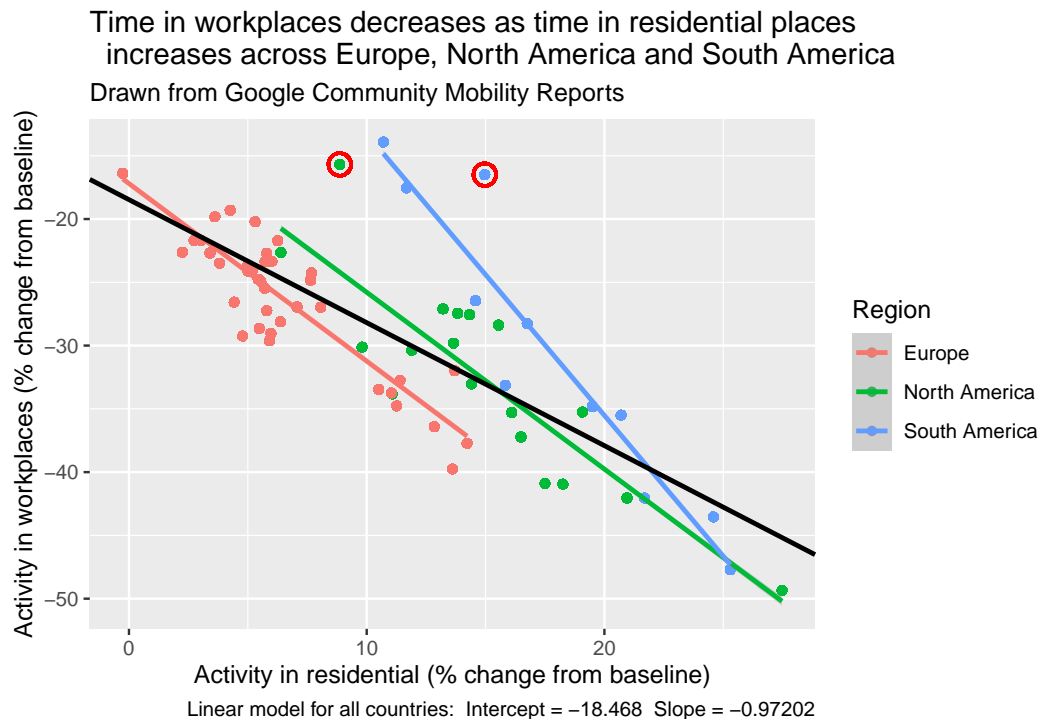 Time in workplaces decreases as time in residential places
increases across Europe, North America and South America
Drawn from Google Community Mobility Reports
Activity in workplaces (% change from baseline)
−20
−30
−40
−50
0
10
20
Activity in residential (% change from baseline)
Linear model for all countries:  Intercept = −18.468  Slope = −0.97202
Region
Europe
North America
South America